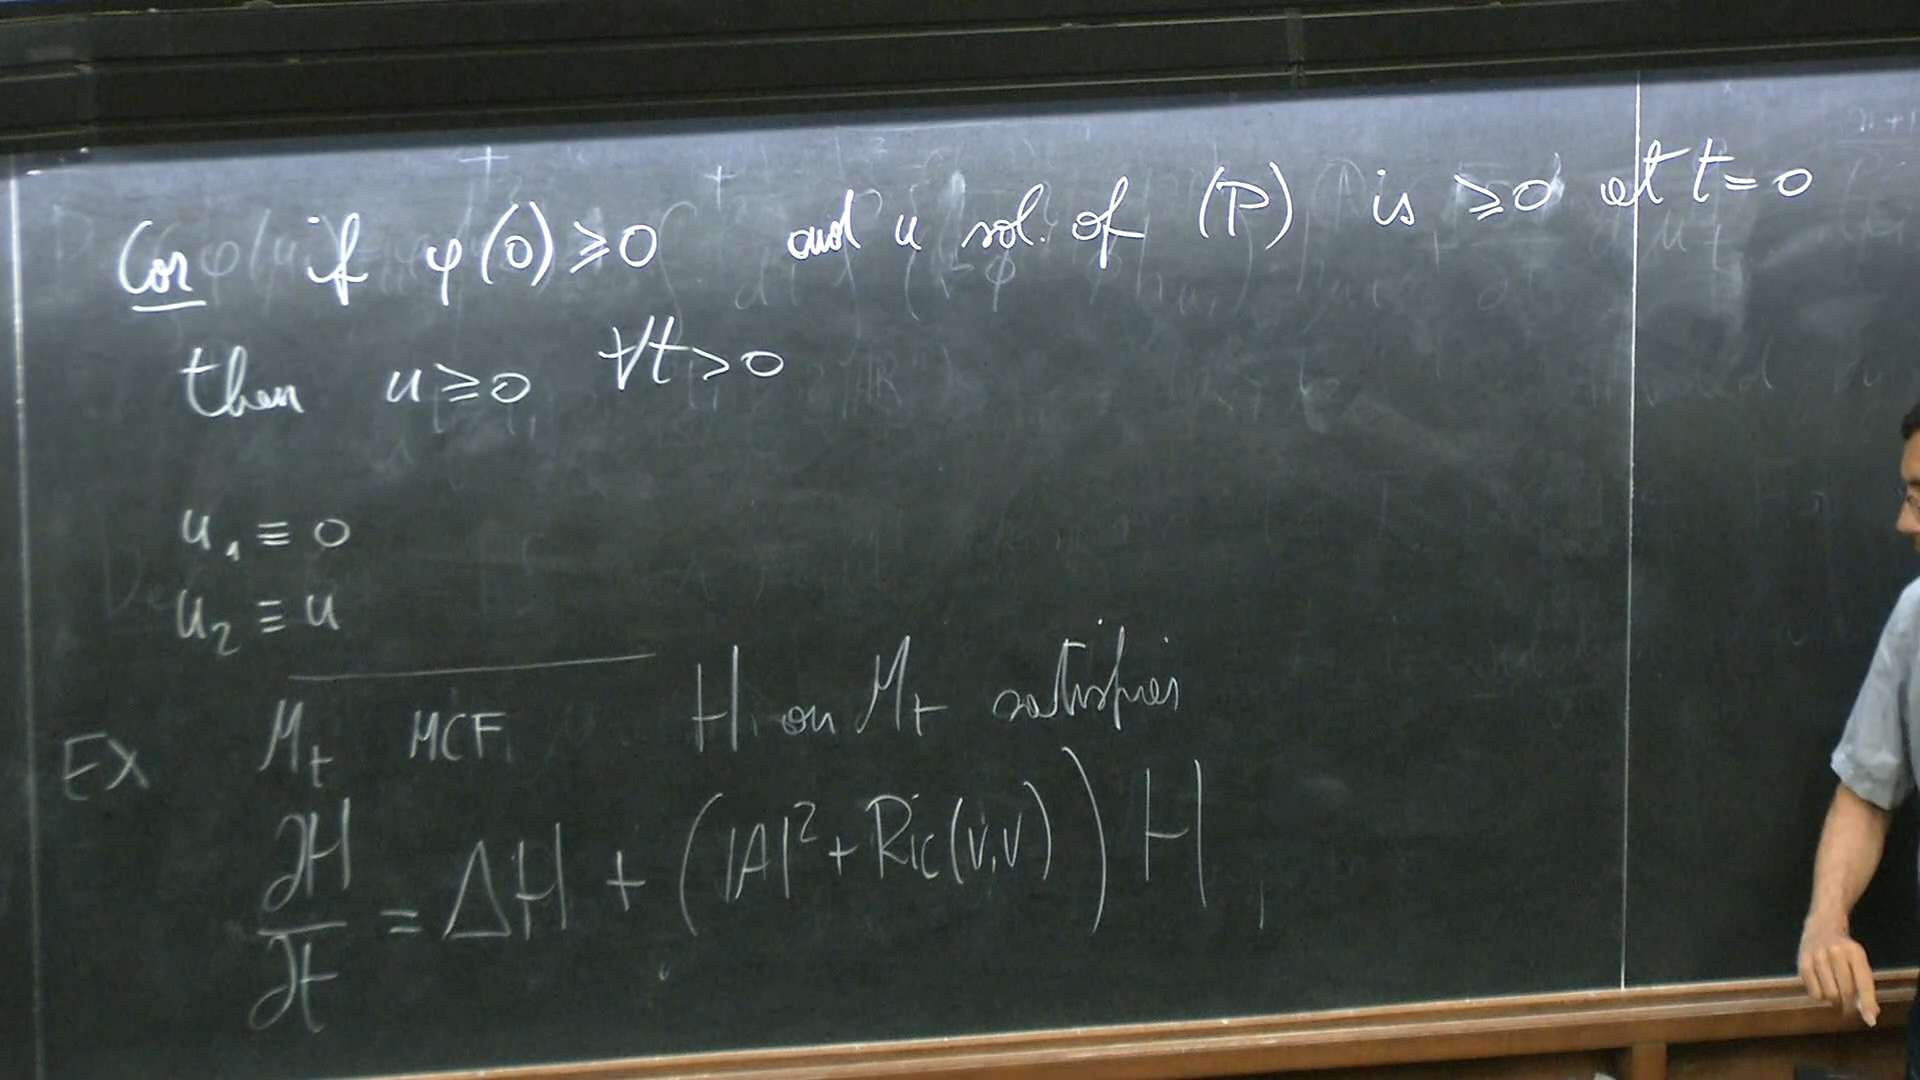 Cor if φ(0) ≥ 0 and u sol. of (P) is ≥ 0 at t = 0
then u ≥ 0 ∀t > 0
u₁ ≡ 0
u₂ ≡ u
EX M_t MCF H on M_t satisfies
∂H/∂t = ΔH + (|A|² + Ric(ν,ν)) H,